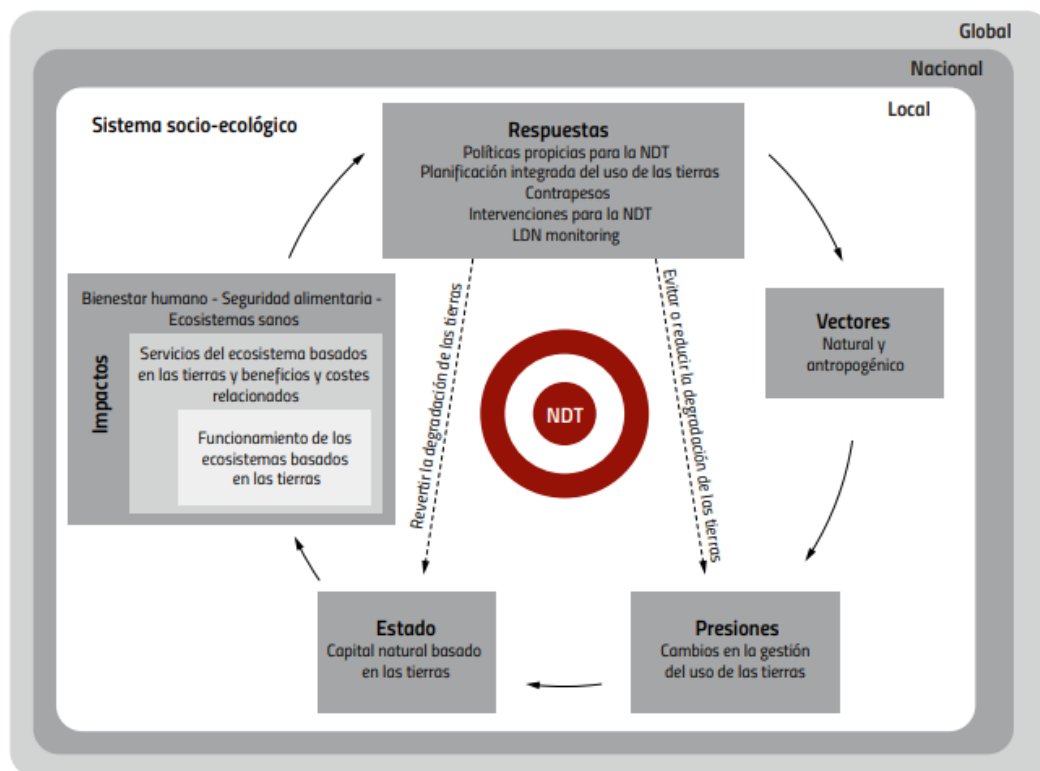 Global
Nacional
Local
Sistema socio-ecológico
Respuestas
Políticas propicias para la NDT
Planificación integrada del uso de las tierras
Contrapesos
Intervenciones para la NDT
LDN monitoring
Vectores
Natural y
antropogénico
Presiones
Cambios en la gestión
del uso de las tierras
Estado
Capital natural basado
en las tierras
Impactos
Bienestar humano - Seguridad alimentaria -
Ecosistemas sanos
Servicios del ecosistema basados
en las tierras y beneficios y costes
relacionados
Funcionamiento de los
ecosistemas basados
en las tierras
Revertir la degradación de las tierras
NDT
Evitar o reducir la degradación de las tierras